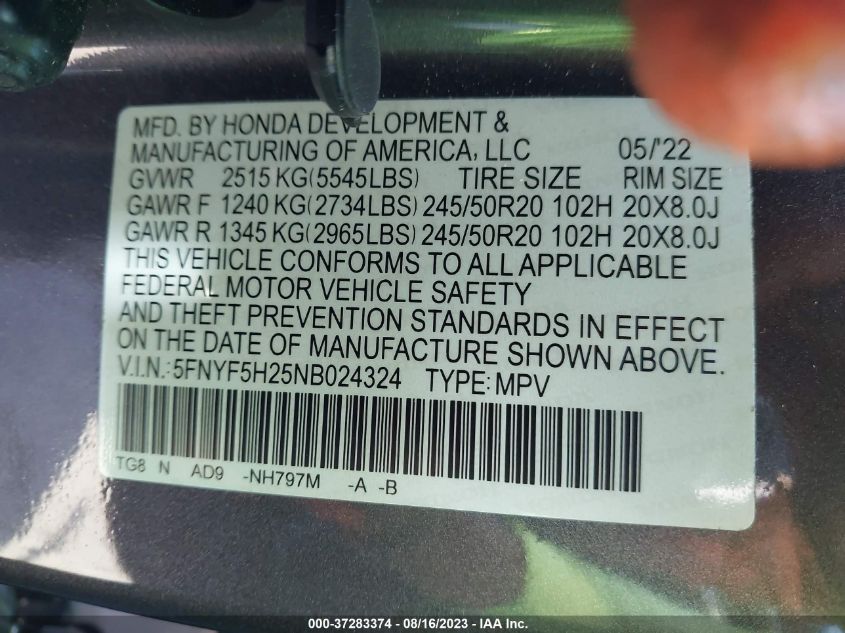 MFD. BY HONDA DEVELOPMENT &
MANUFACTURING OF AMERICA, LLC 05/'22
GVWR 2515 KG(5545LBS) TIRE SIZE RIM SIZE
GAWR F 1240 KG(2734LBS) 245/50R20 102H 20X8.0J
GAWR R 1345 KG(2965LBS) 245/50R20 102H 20X8.0J
THIS VEHICLE CONFORMS TO ALL APPLICABLE
FEDERAL MOTOR VEHICLE SAFETY
AND THEFT PREVENTION STANDARDS IN EFFECT
ON THE DATE OF MANUFACTURE SHOWN ABOVE.
V.I.N.:5FNYF5H25NB024324 TYPE:MPV
TG8 N AD9 -NH797M -A -B
000-37283374 / 08/16/2023 / © IAA, Inc.